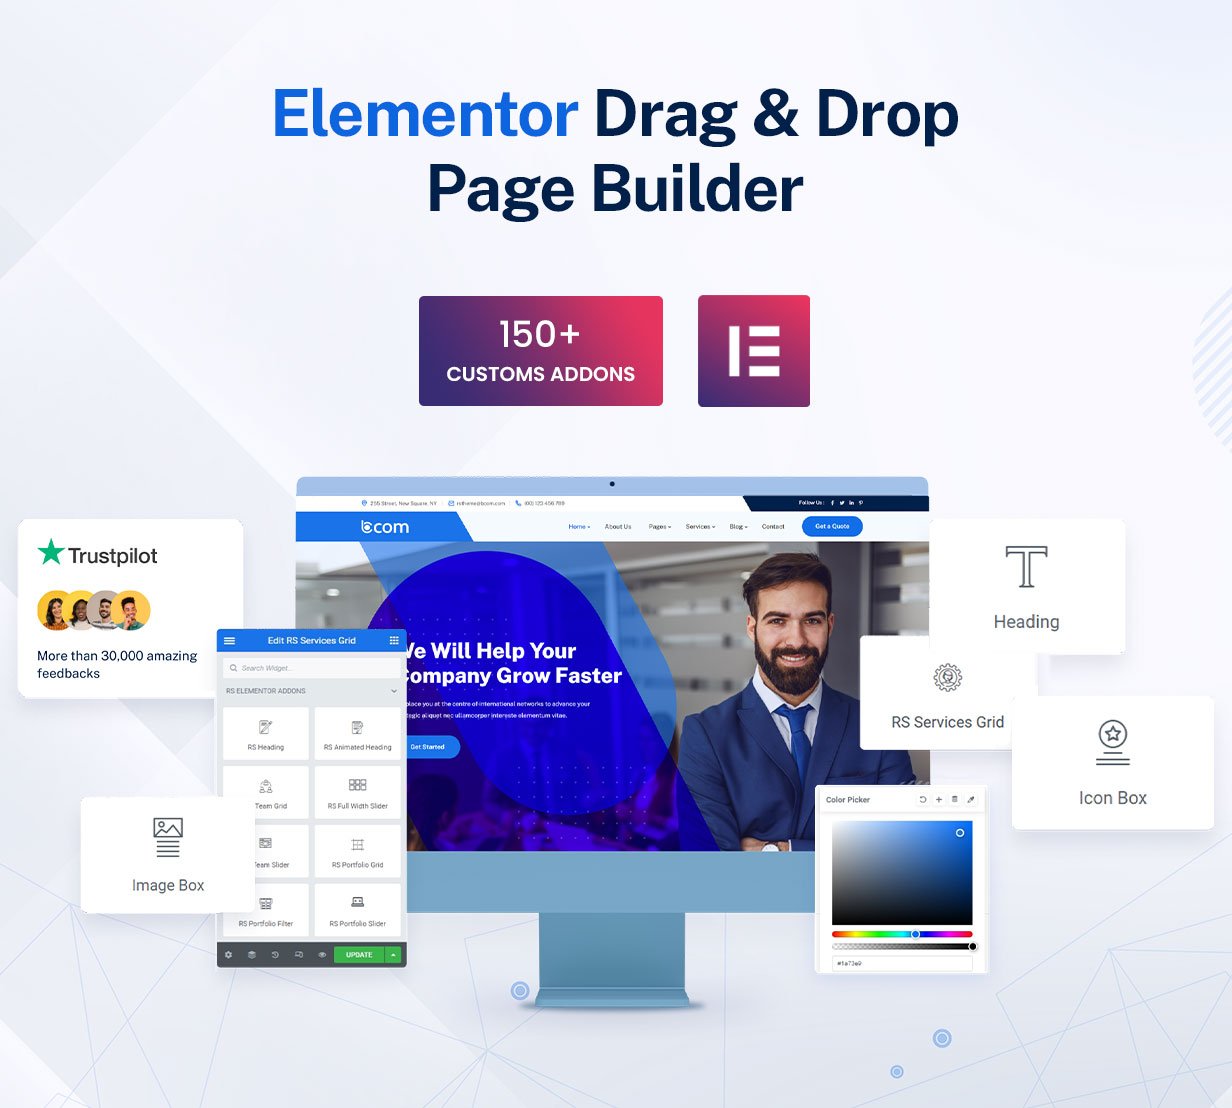 Elementor Drag & Drop
Page Builder
150+
CUSTOMS ADDONS
255 Street, New Square, NY
rstheme@bcom.com
(00) 123 456 789
Follow Us :
bcom
Home
About Us
Pages
Services
Blog
Contact
Get a Quote
Trustpilot
More than 30,000 amazing
feedbacks
We Will Help Your
Company Grow Faster
place you at the centre of international networks to advance your
aliquet nec ullamcorper interyste elementum vitae.
Get Started
Edit RS Services Grid
Search Widget...
RS ELEMENTOR ADDONS
RS Heading
RS Animated Heading
Team Grid
RS Full Width Slider
Team Slider
RS Portfolio Grid
RS Portfolio Filter
RS Portfolio Slider
UPDATE
Image Box
Heading
RS Services Grid
Icon Box
Color Picker
#1a73e9